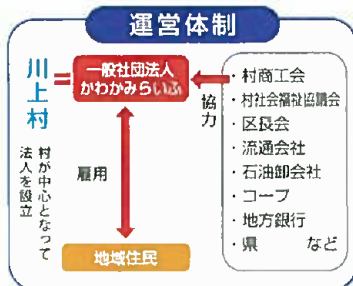 運営体制
川上村
=
一般社団法人
かわかみらいふ
村が中心となって
法人を設立
協力
雇用
地域住民
・村商工会
・村社会福祉協議会
・区長会
・流通会社
・石油卸会社
・コープ
・地方銀行
・県 など